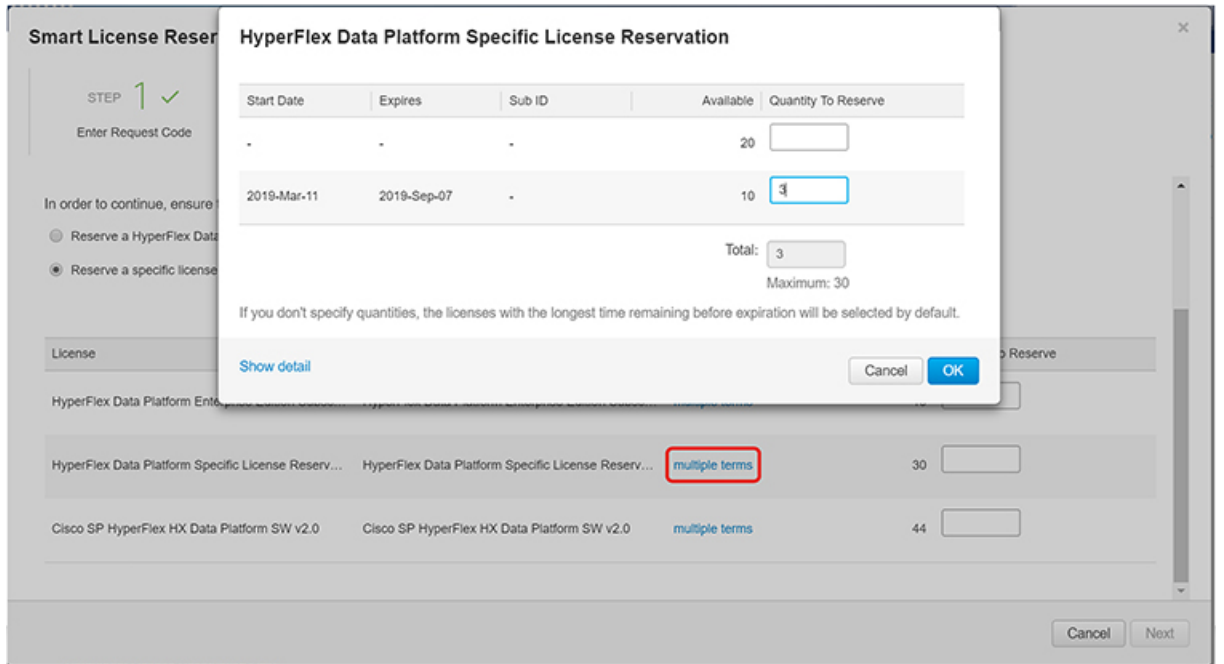 Smart License Reser
×
STEP 1
Enter Request Code
In order to continue, ensure
Reserve a HyperFlex Data
Reserve a specific license
HyperFlex Data Platform Specific License Reservation
Start Date Expires Sub ID Available Quantity To Reserve
- - - 20
2019-Mar-11 2019-Sep-07 - 10 3
Total: 3
Maximum: 30
If you don't specify quantities, the licenses with the longest time remaining before expiration will be selected by default.
Show detail Cancel OK
License Reserve
HyperFlex Data Platform
HyperFlex Data Platform Specific License Reserv... HyperFlex Data Platform Specific License Reserv... multiple terms 30
Cisco SP HyperFlex HX Data Platform SW v2.0 Cisco SP HyperFlex HX Data Platform SW v2.0 multiple terms 44
Cancel Next